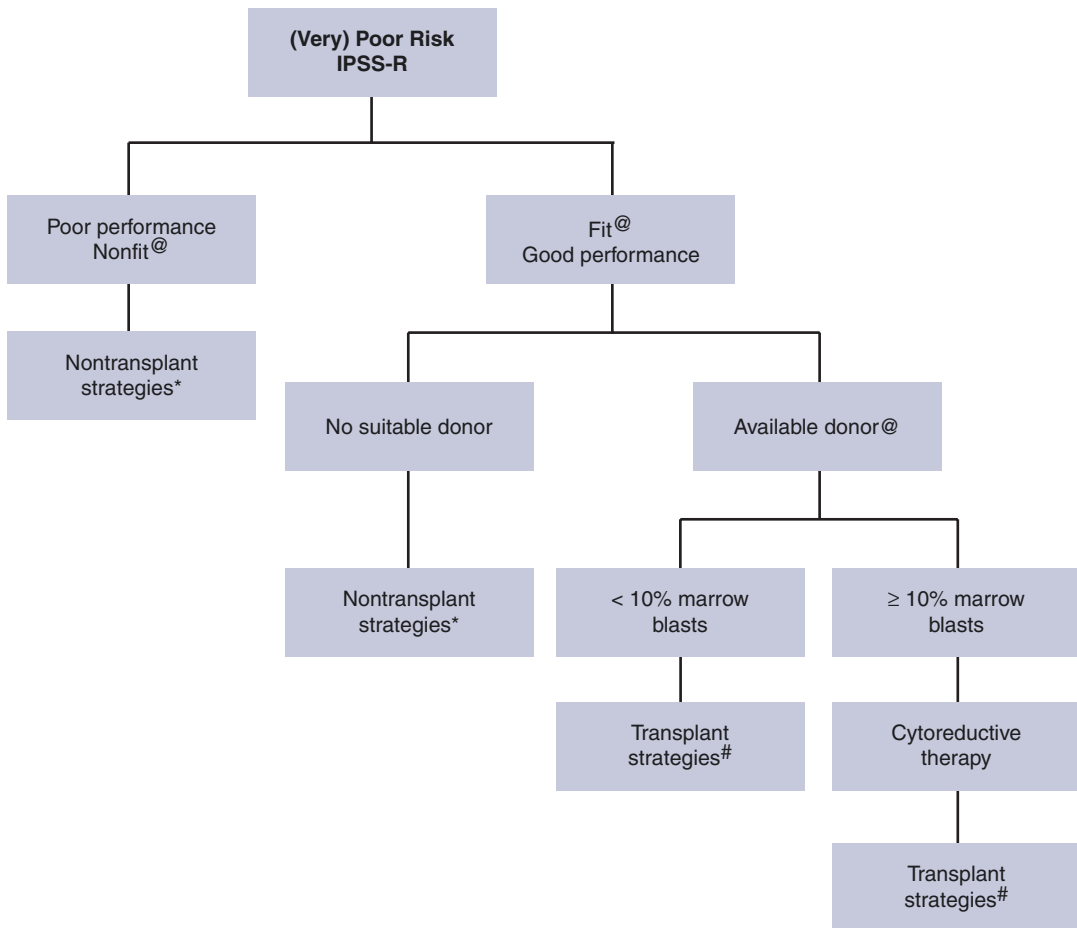 (Very) Poor Risk
IPSS-R
Poor performance
Nonfit@
Fit@
Good performance
Nontransplant
strategies*
No suitable donor
Available donor@
Nontransplant
strategies*
< 10% marrow
blasts
≥ 10% marrow
blasts
Transplant
strategies#
Cytoreductive
therapy
Transplant
strategies#